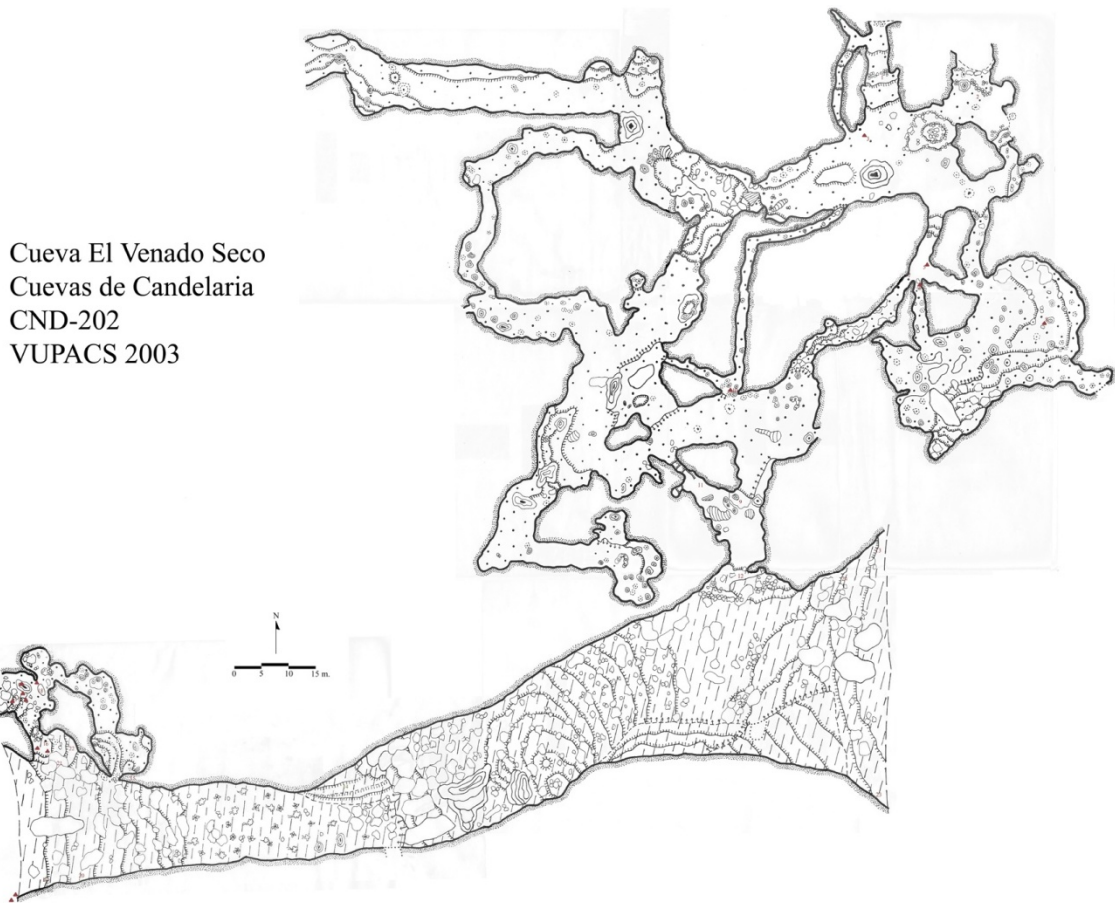 Cueva El Venado Seco
Cuevas de Candelaria
CND-202
VUPACS 2003
N
0 5 10 15 m.